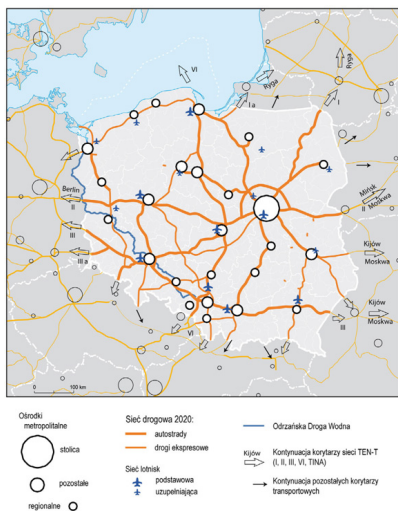 VI
Ryga
Ryga
I a
I
Berlin
II
III
III a
Mińsk
II Moskwa
Kijów
Moskwa
Kijów
III Moskwa
VI
0 100 km
Ośrodki
metropolitalne
stolica
pozostałe
regionalne
Sieć drogowa 2020:
autostrady
drogi ekspresowe
Sieć lotnisk
podstawowa
uzupełniająca
Odrzańska Droga Wodna
Kijów
Kontynuacja korytarzy sieci TEN-T
(I, II, III, VI, TINA)
Kontynuacja pozostałych korytarzy
transportowych